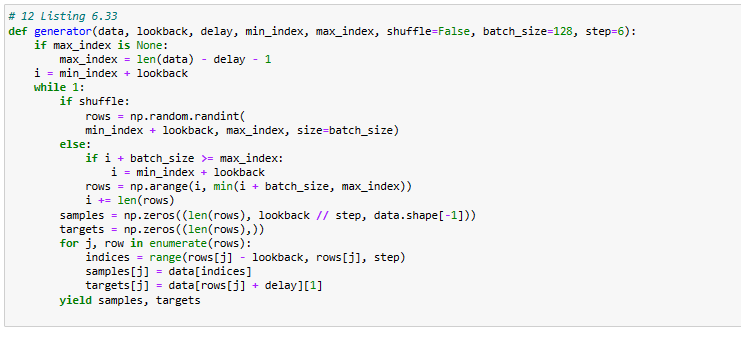 # 12 Listing 6.33
def generator(data, lookback, delay, min_index, max_index, shuffle=False, batch_size=128, step=6):
    if max_index is None:
        max_index = len(data) - delay - 1
    i = min_index + lookback
    while 1:
        if shuffle:
            rows = np.random.randint(
            min_index + lookback, max_index, size=batch_size)
        else:
            if i + batch_size >= max_index:
                i = min_index + lookback
            rows = np.arange(i, min(i + batch_size, max_index))
            i += len(rows)
        samples = np.zeros((len(rows), lookback // step, data.shape[-1]))
        targets = np.zeros((len(rows),))
        for j, row in enumerate(rows):
            indices = range(rows[j] - lookback, rows[j], step)
            samples[j] = data[indices]
            targets[j] = data[rows[j] + delay][1]
        yield samples, targets